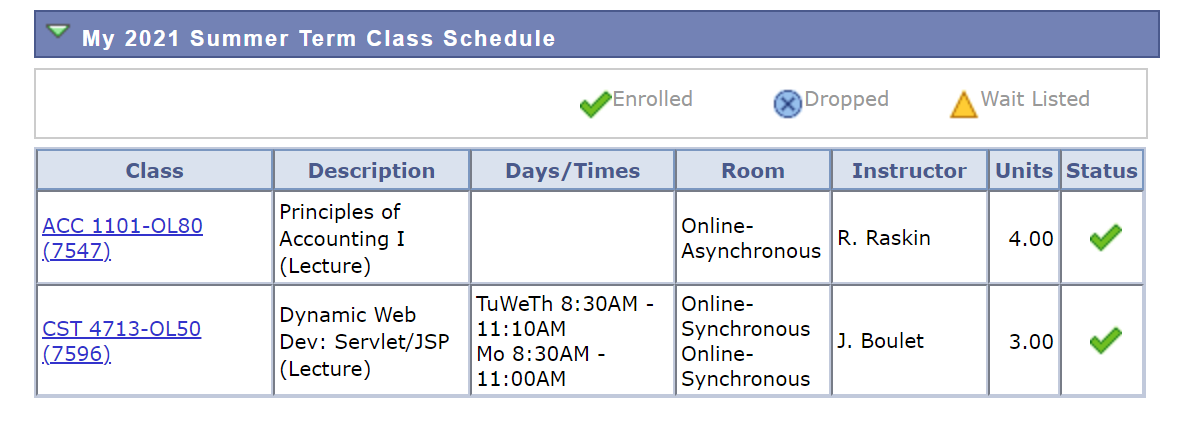 My 2021 Summer Term Class Schedule
Enrolled Dropped Wait Listed
Class Description Days/Times Room Instructor Units Status
ACC 1101-OL80
(7547)
Principles of
Accounting I
(Lecture)
Online-
Asynchronous
R. Raskin
4.00
CST 4713-OL50
(7596)
Dynamic Web
Dev: Servlet/JSP
(Lecture)
TuWeTh 8:30AM -
11:10AM
Mo 8:30AM -
11:00AM
Online-
Synchronous
Online-
Synchronous
J. Boulet
3.00